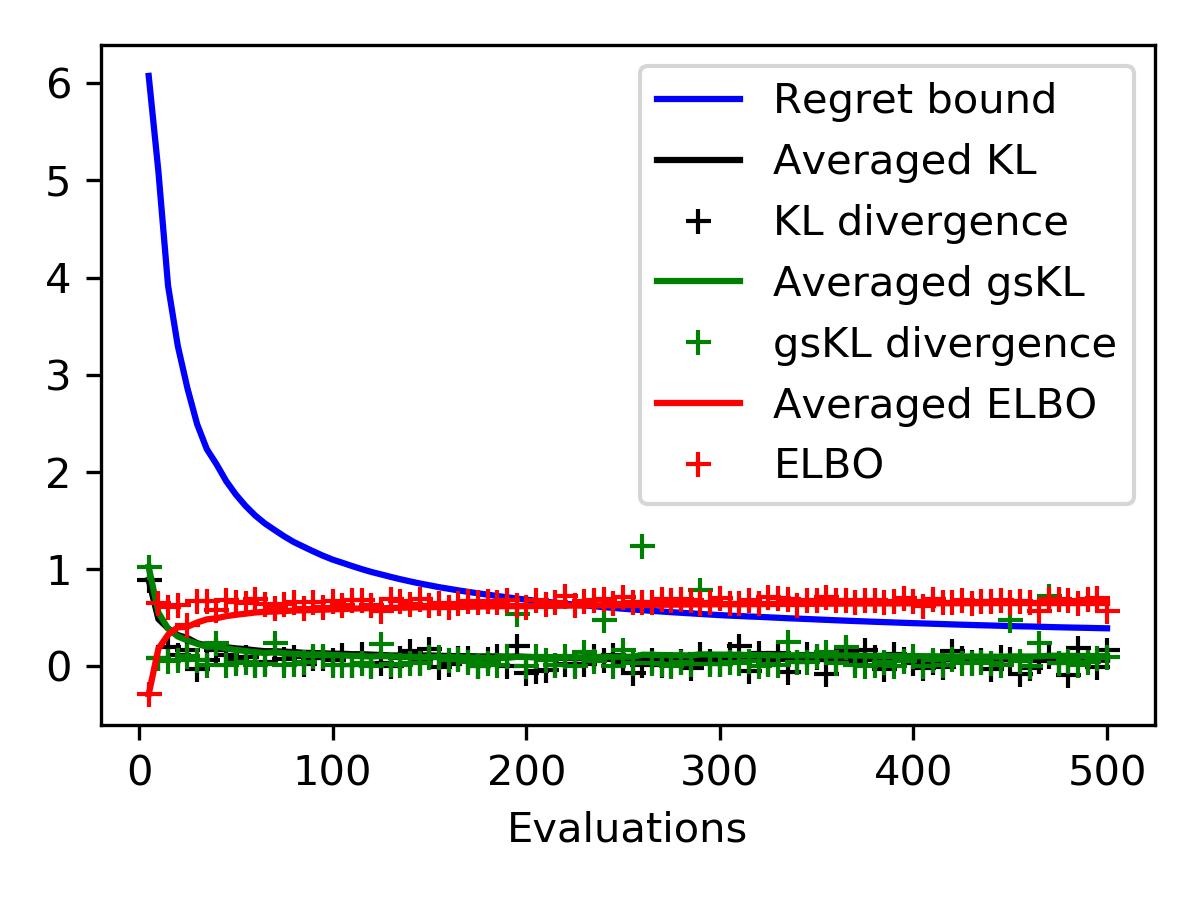 6
5
4
3
2
1
0
Regret bound
Averaged KL
KL divergence
Averaged gsKL
gsKL divergence
Averaged ELBO
ELBO
0 100 200 300 400 500
Evaluations